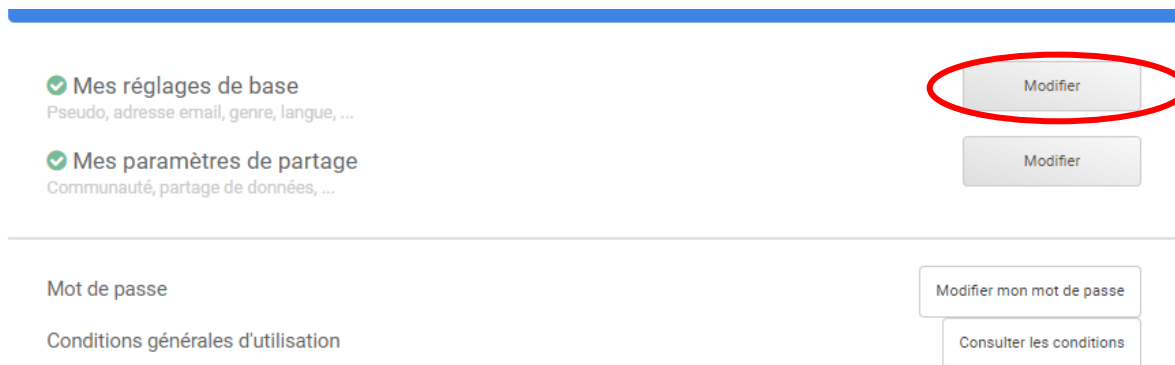 Mes réglages de base
Modifier
Pseudo, adresse email, genre, langue, ...
Mes paramètres de partage
Modifier
Communauté, partage de données, ...
Mot de passe
Modifier mon mot de passe
Conditions générales d'utilisation
Consulter les conditions